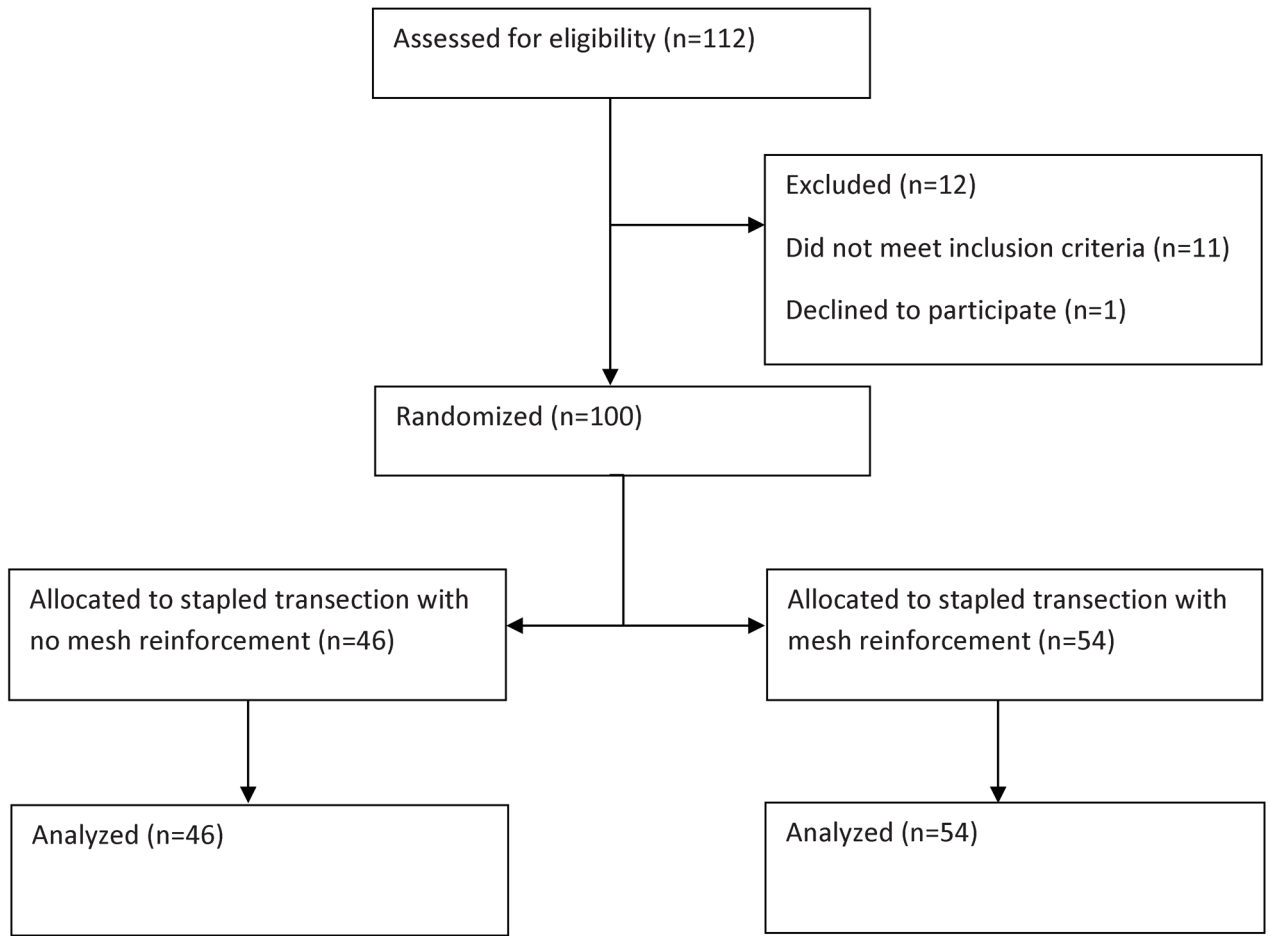 Assessed for eligibility (n=112)
Excluded (n=12)
Did not meet inclusion criteria (n=11)
Declined to participate (n=1)
Randomized (n=100)
Allocated to stapled transection with
no mesh reinforcement (n=46)
Allocated to stapled transection with
mesh reinforcement (n=54)
Analyzed (n=46)
Analyzed (n=54)